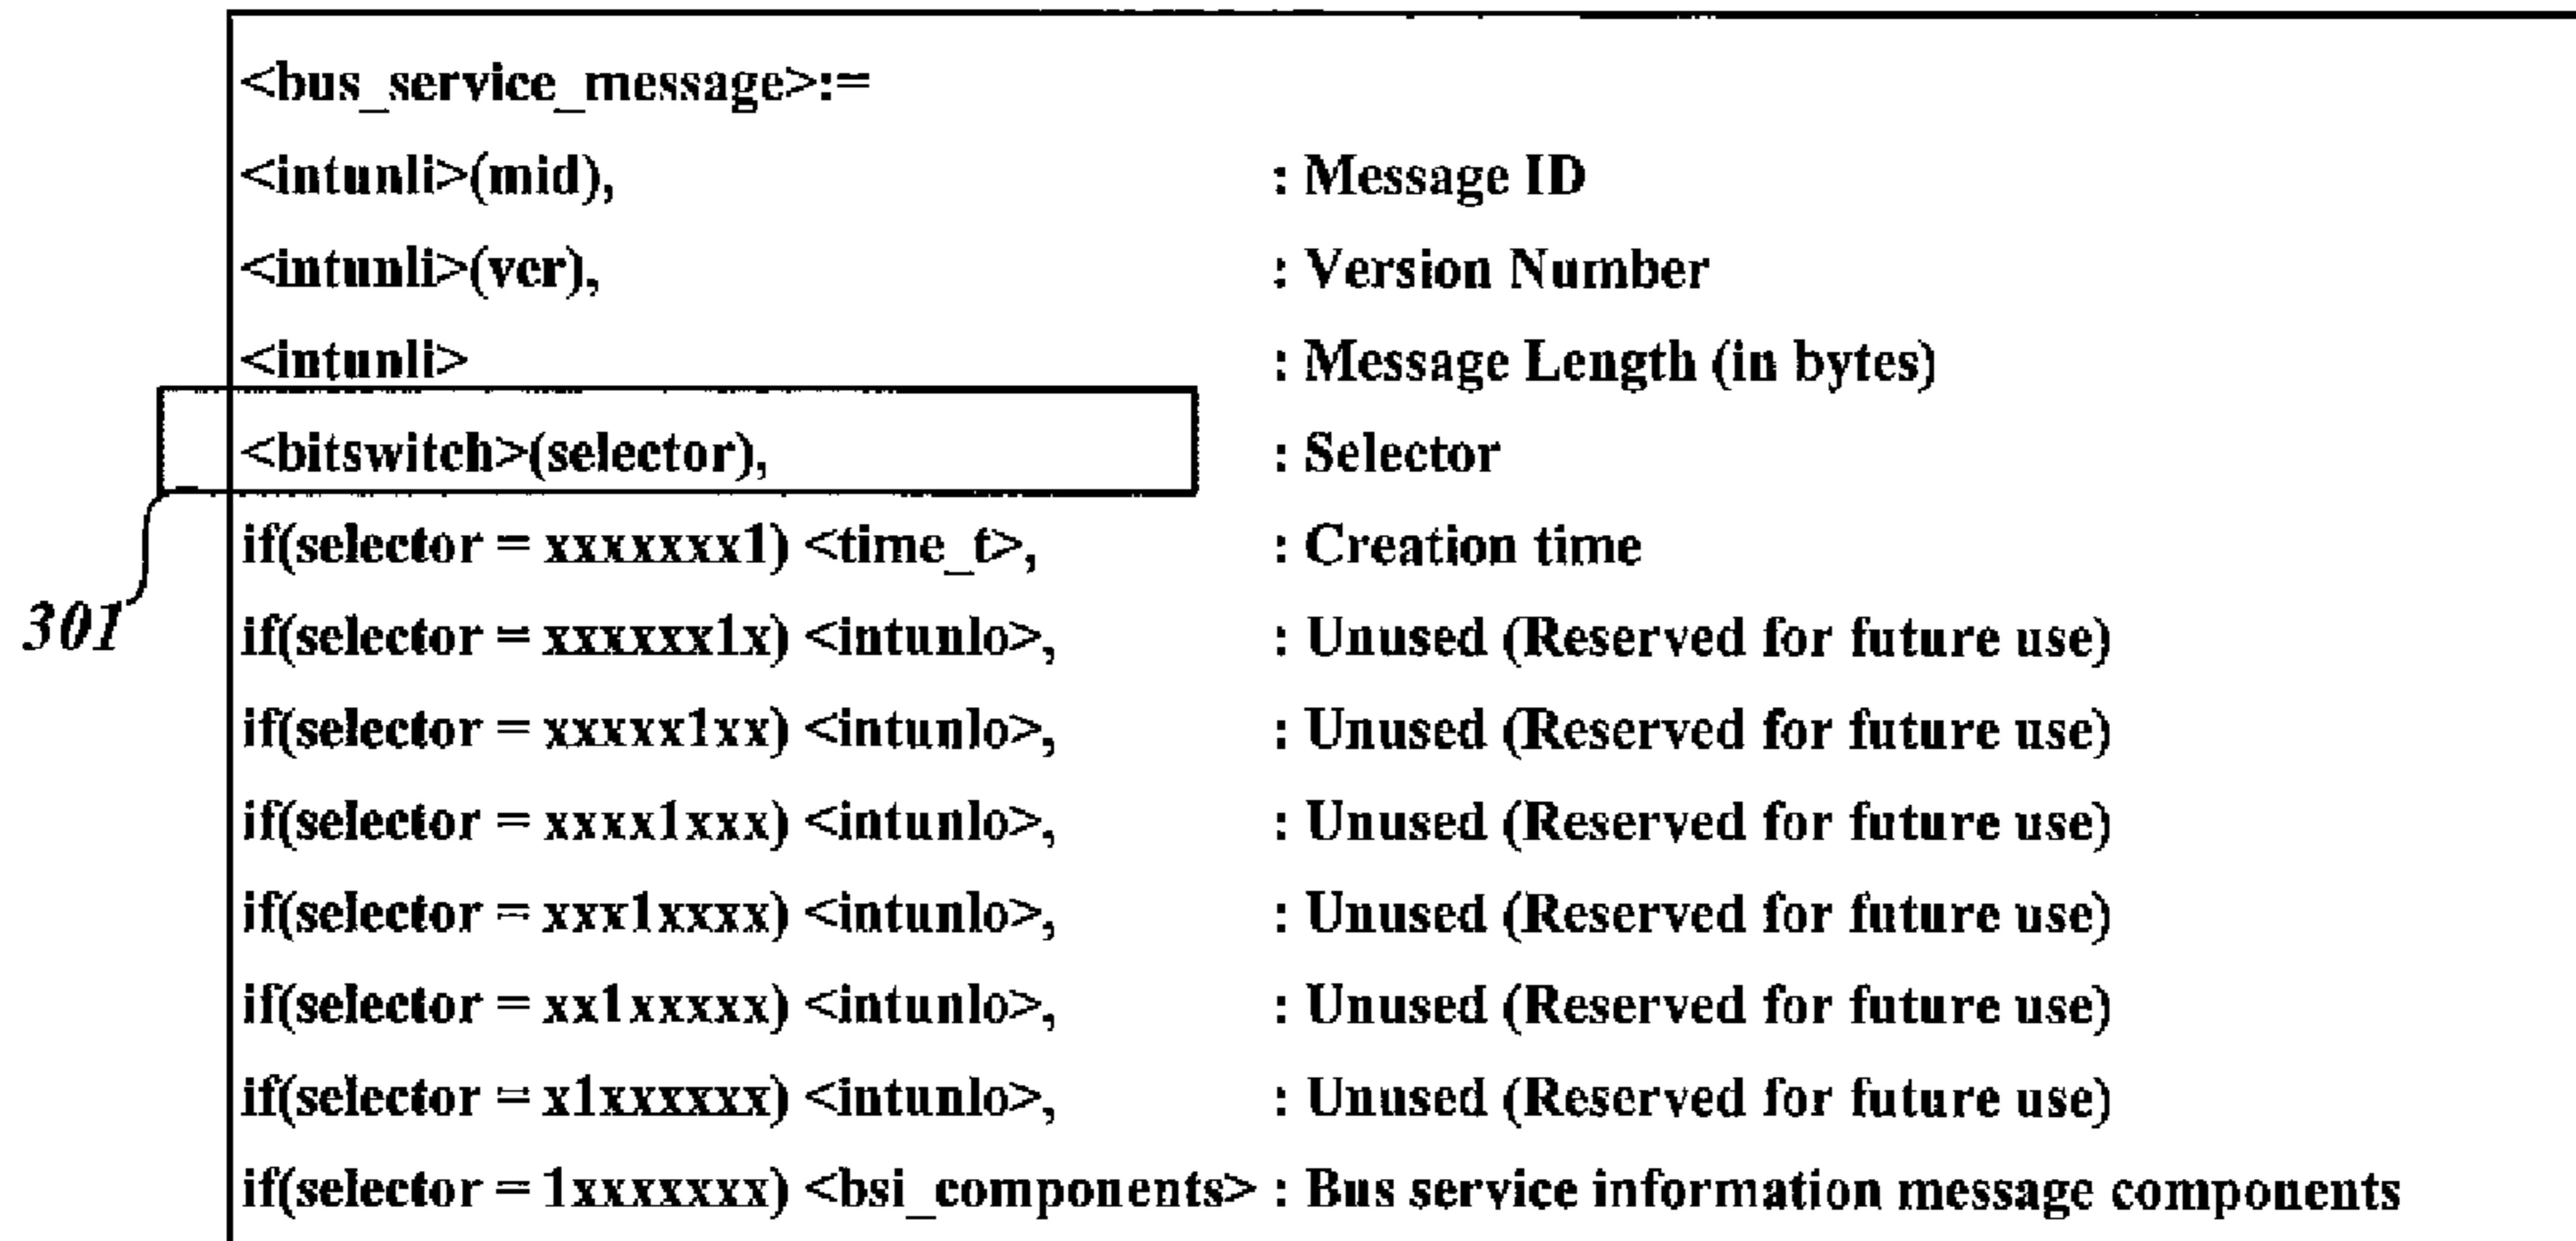 <bus_service_message>:=
<intunli>(mid), : Message ID
<intunli>(ver), : Version Number
<intunli> : Message Length (in bytes)
<bitswitch>(selector), : Selector
if(selector = xxxxxxx1) <time_t>, : Creation time
301
if(selector = xxxxxx1x) <intunlo>, : Unused (Reserved for future use)
if(selector = xxxxx1xx) <intunlo>, : Unused (Reserved for future use)
if(selector = xxxx1xxx) <intunlo>, : Unused (Reserved for future use)
if(selector = xxx1xxxx) <intunlo>, : Unused (Reserved for future use)
if(selector = xx1xxxxx) <intunlo>, : Unused (Reserved for future use)
if(selector = x1xxxxxx) <intunlo>, : Unused (Reserved for future use)
if(selector = 1xxxxxxx) <bsi_components> : Bus service information message components